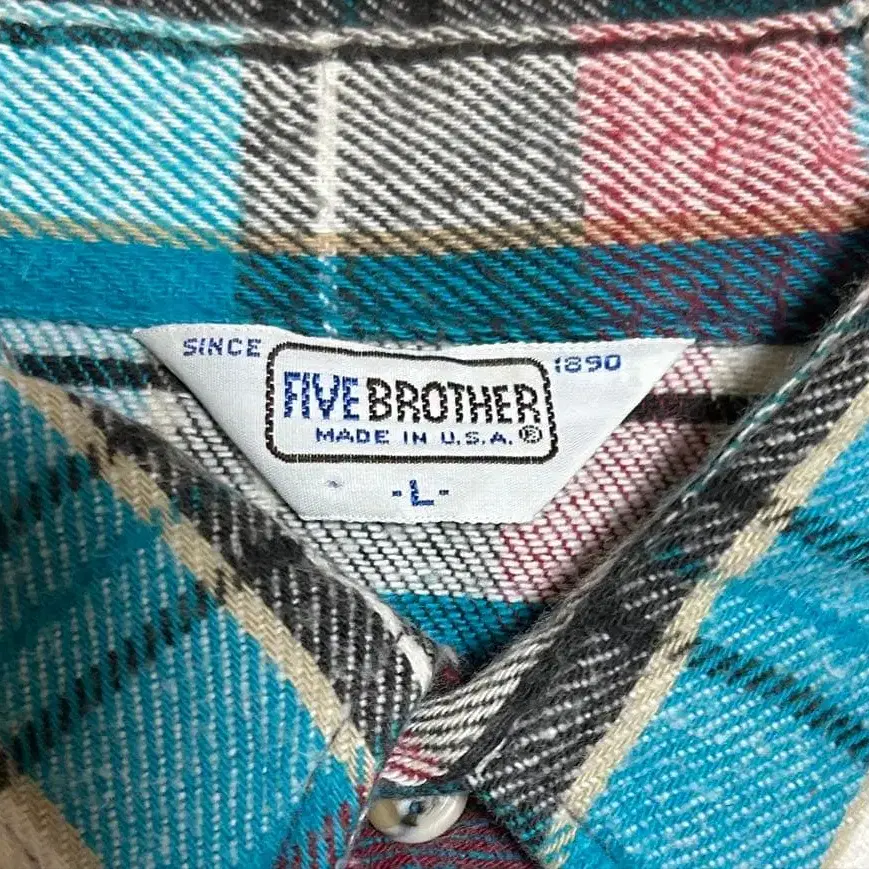 SINCE 1890
FIVE BROTHER
MADE IN U.S.A. ®
-L-